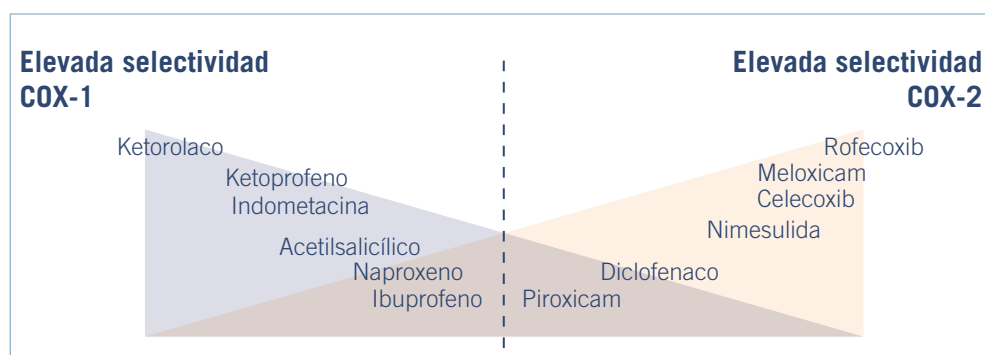 Elevada selectividad
COX-1
Elevada selectividad
COX-2
Ketorolaco
Ketoprofeno
Indometacina
Acetilsalicílico
Naproxeno
Ibuprofeno
Rofecoxib
Meloxicam
Celecoxib
Nimesulida
Diclofenaco
Piroxicam